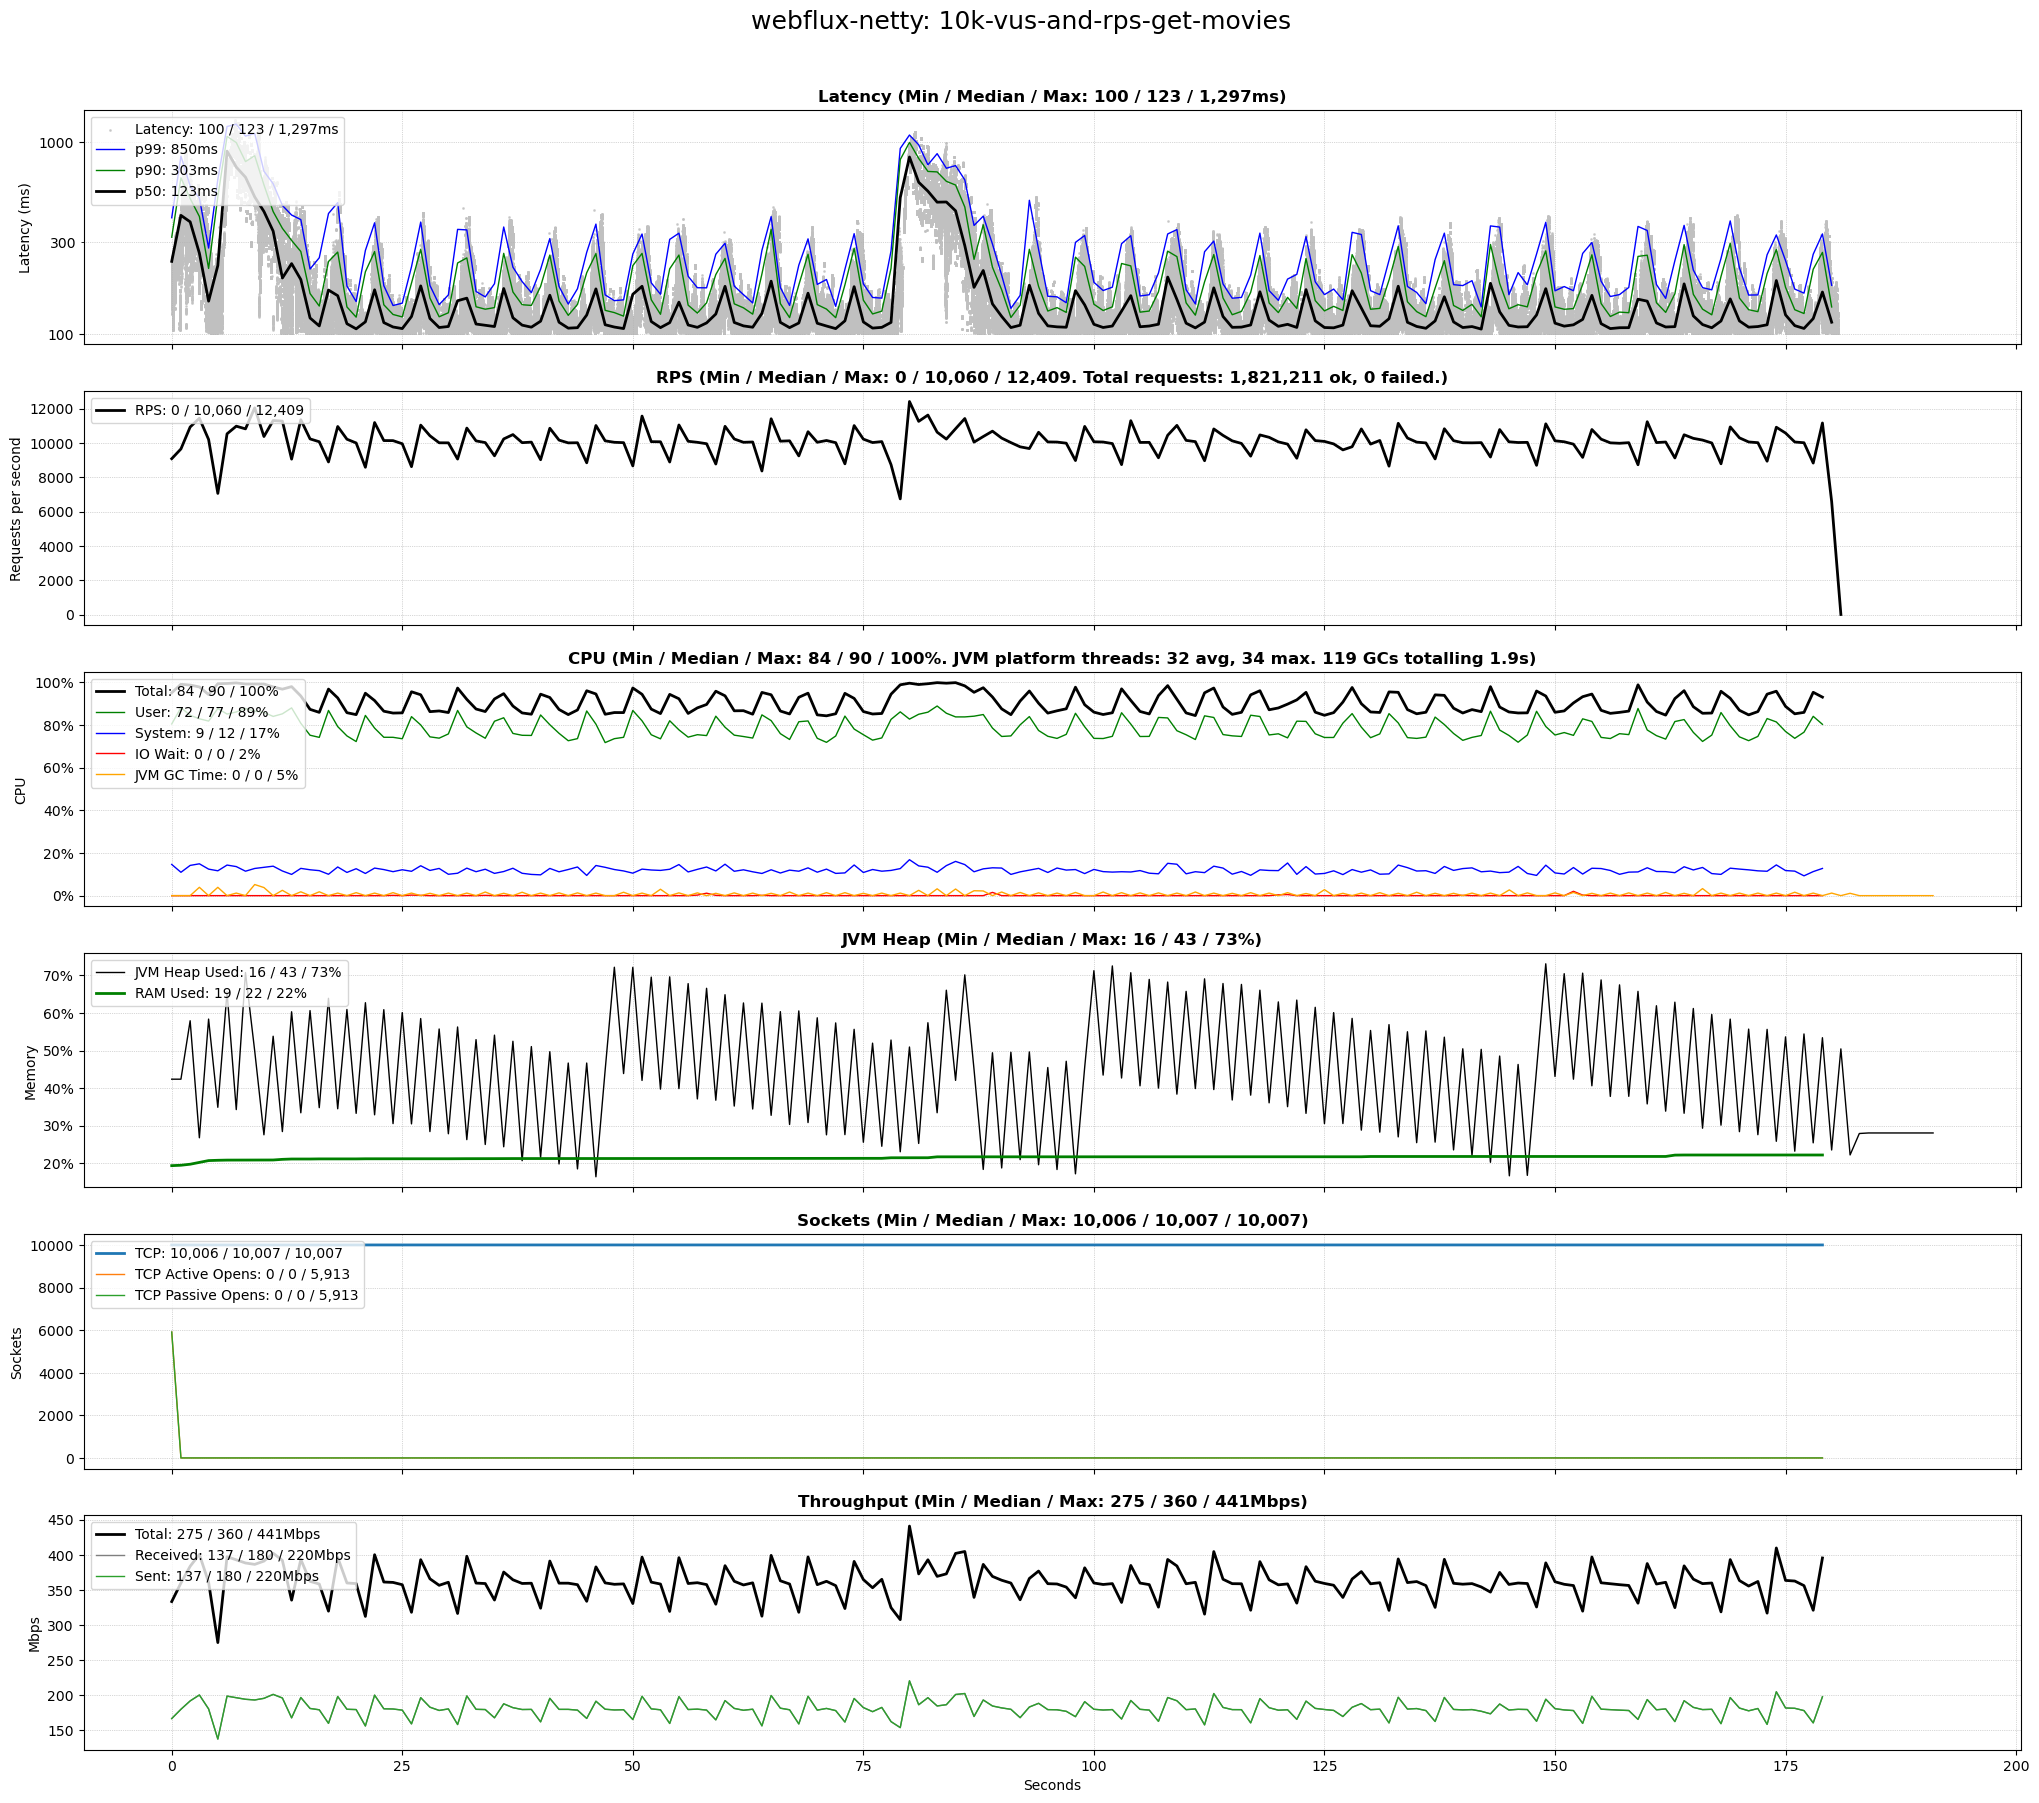 webflux-netty: 10k-vus-and-rps-get-movies
Latency (Min / Median / Max: 100 / 123 / 1,297ms)
Latency (ms)
1000
300
100
Latency: 100 / 123 / 1,297ms
p99: 850ms
p90: 303ms
p50: 123ms
RPS (Min / Median / Max: 0 / 10,060 / 12,409. Total requests: 1,821,211 ok, 0 failed.)
Requests per second
12000
10000
8000
6000
4000
2000
0
RPS: 0 / 10,060 / 12,409
CPU (Min / Median / Max: 84 / 90 / 100%. JVM platform threads: 32 avg, 34 max. 119 GCs totalling 1.9s)
CPU
100%
80%
60%
40%
20%
0%
Total: 84 / 90 / 100%
User: 72 / 77 / 89%
System: 9 / 12 / 17%
IO Wait: 0 / 0 / 2%
JVM GC Time: 0 / 0 / 5%
JVM Heap (Min / Median / Max: 16 / 43 / 73%)
Memory
70%
60%
50%
40%
30%
20%
JVM Heap Used: 16 / 43 / 73%
RAM Used: 19 / 22 / 22%
Sockets (Min / Median / Max: 10,006 / 10,007 / 10,007)
Sockets
10000
8000
6000
4000
2000
0
TCP: 10,006 / 10,007 / 10,007
TCP Active Opens: 0 / 0 / 5,913
TCP Passive Opens: 0 / 0 / 5,913
Throughput (Min / Median / Max: 275 / 360 / 441Mbps)
Mbps
450
400
350
300
250
200
150
Total: 275 / 360 / 441Mbps
Received: 137 / 180 / 220Mbps
Sent: 137 / 180 / 220Mbps
0 25 50 75 100 125 150 175 200
Seconds